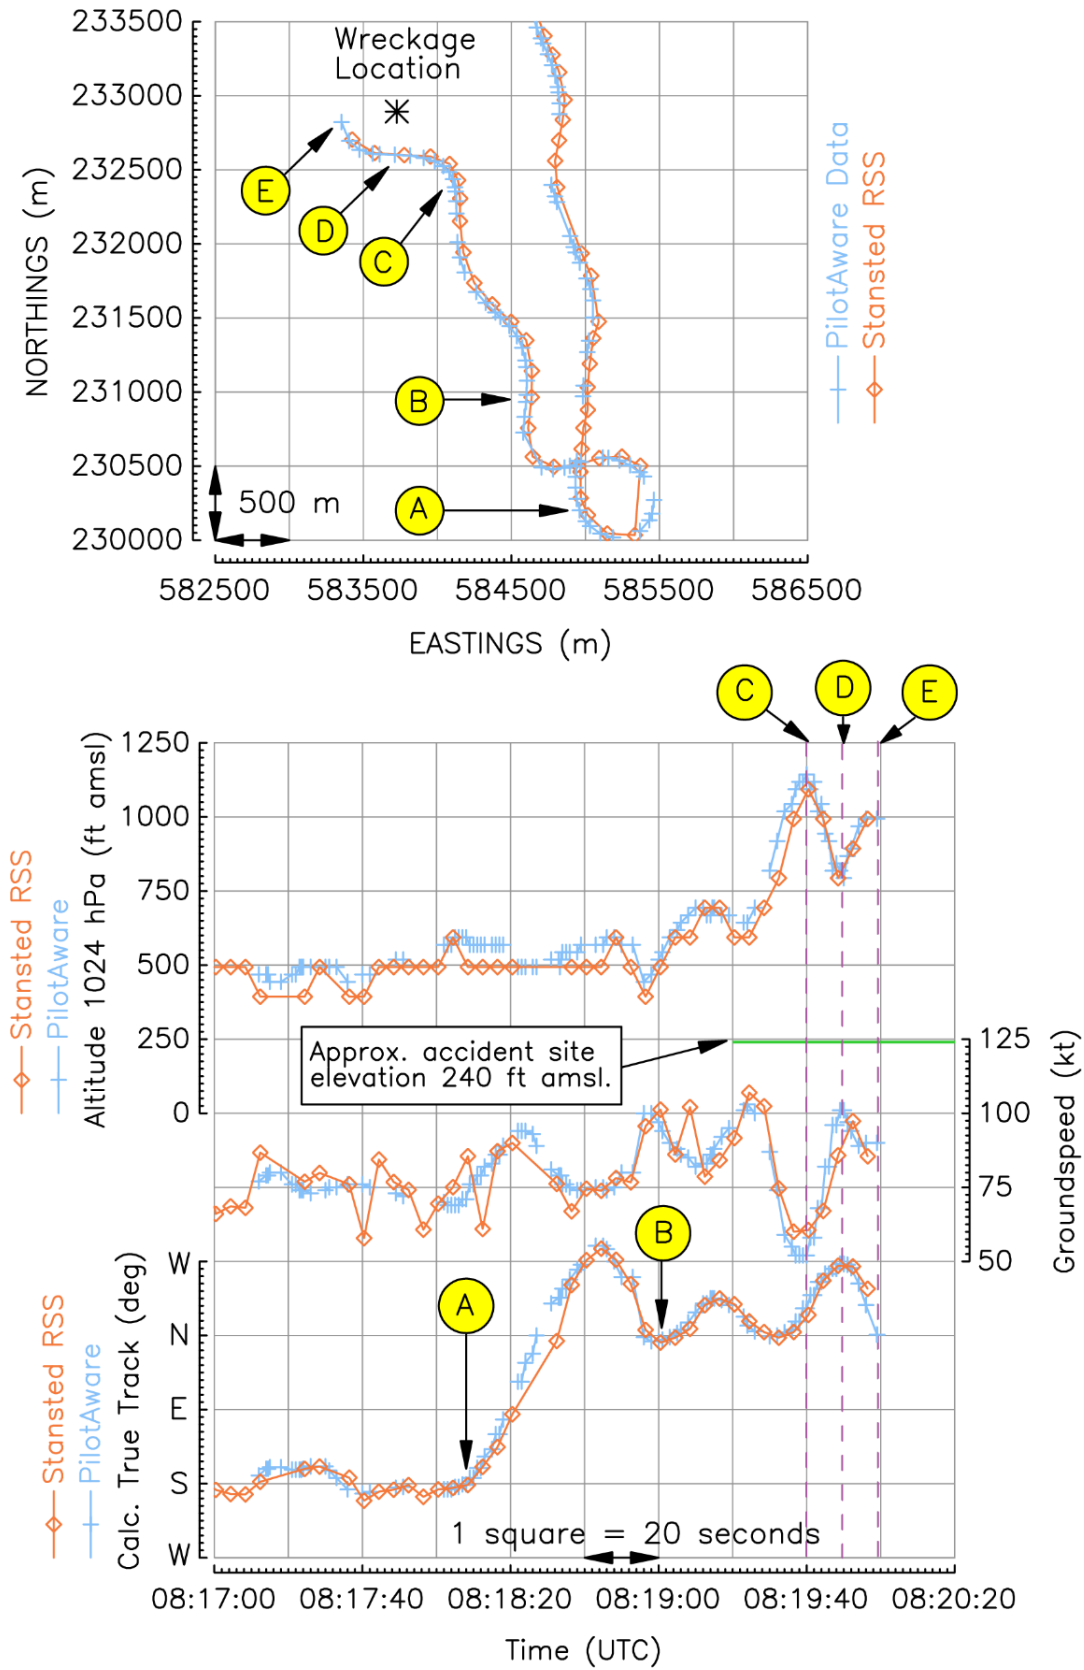 233500
233000
232500
232000
231500
231000
230500
230000
NORTHINGS (m)
Wreckage
Location
E
D
C
B
A
500 m
PilotAware Data
Stansted RSS
582500 583500 584500 585500 586500
EASTINGS (m)
C D E
1250
1000
750
500
250
0
Stansted RSS
PilotAware
Altitude 1024 hPa (ft amsl)
Approx. accident site
elevation 240 ft amsl.
125
100
75
50
Groundspeed (kt)
B
A
W
N
E
S
W
Stansted RSS
PilotAware
Calc. True Track (deg)
1 square = 20 seconds
08:17:00 08:17:40 08:18:20 08:19:00 08:19:40 08:20:20
Time (UTC)